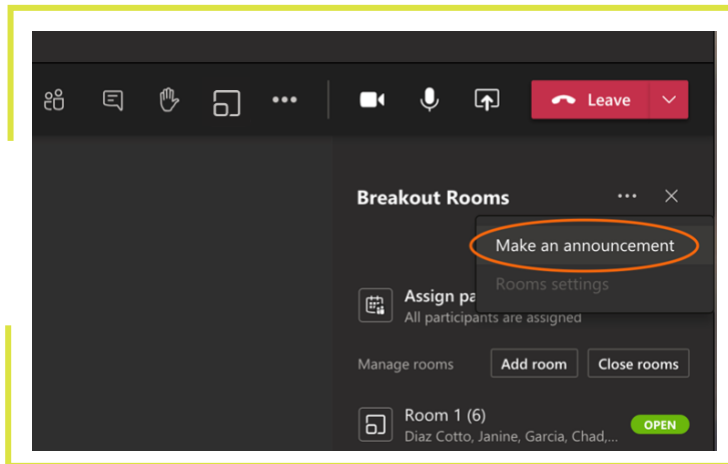 Leave
Breakout Rooms
Make an announcement
Rooms settings
Assign pa
All participants are assigned
Manage rooms
Add room
Close rooms
Room 1 (6)
OPEN
Diaz Cotto, Janine, Garcia, Chad,...